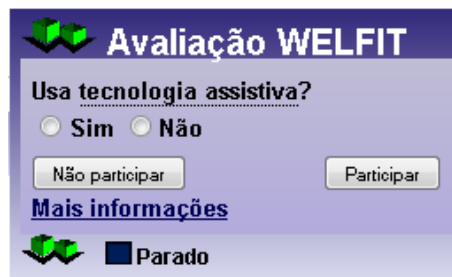 Avaliação WELFIT
Usa tecnologia assistiva?
Sim Não
Não participar Participar
Mais informações
Parado